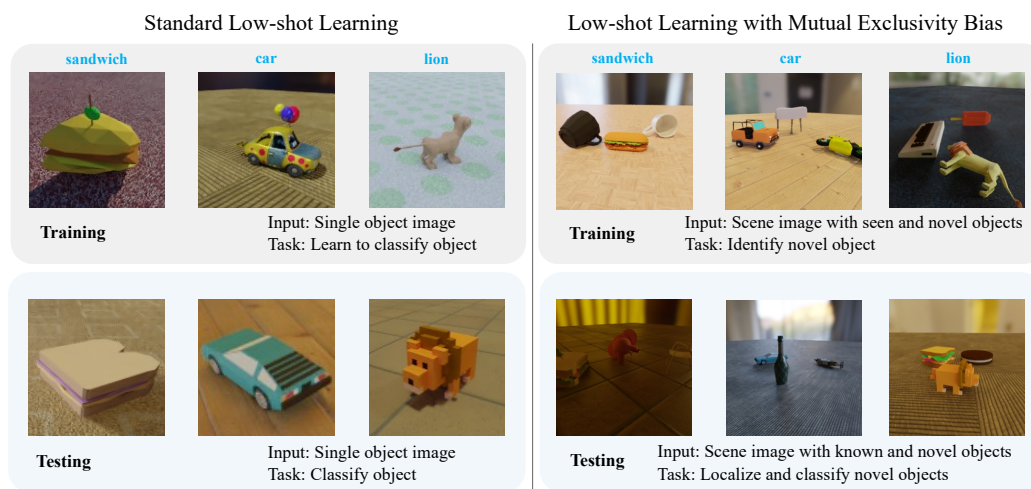 Standard Low-shot Learning
sandwich
car
lion
Training
Input: Single object image
Task: Learn to classify object
Testing
Input: Single object image
Task: Classify object
Low-shot Learning with Mutual Exclusivity Bias
sandwich
car
lion
Training
Input: Scene image with seen and novel objects
Task: Identify novel object
Testing
Input: Scene image with known and novel objects
Task: Localize and classify novel objects